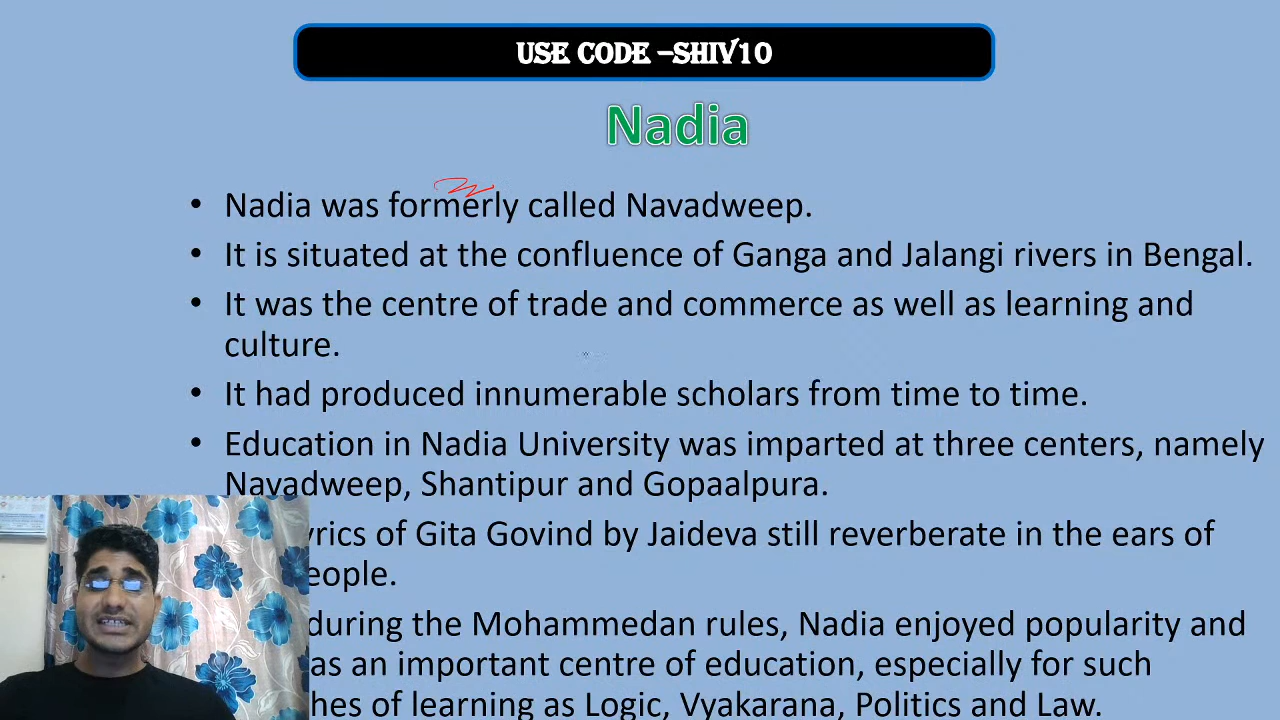 USE CODE –SHIV10
Nadia
• Nadia was formerly called Navadweep.
• It is situated at the confluence of Ganga and Jalangi rivers in Bengal.
• It was the centre of trade and commerce as well as learning and
culture.
• It had produced innumerable scholars from time to time.
• Education in Nadia University was imparted at three centers, namely
Navadweep, Shantipur and Gopaalpura.
of Gita Govind by Jaideva still reverberate in the ears of
during the Mohammedan rules, Nadia enjoyed popularity and
as an important centre of education, especially for such
of learning as Logic, Vyakarana, Politics and Law.